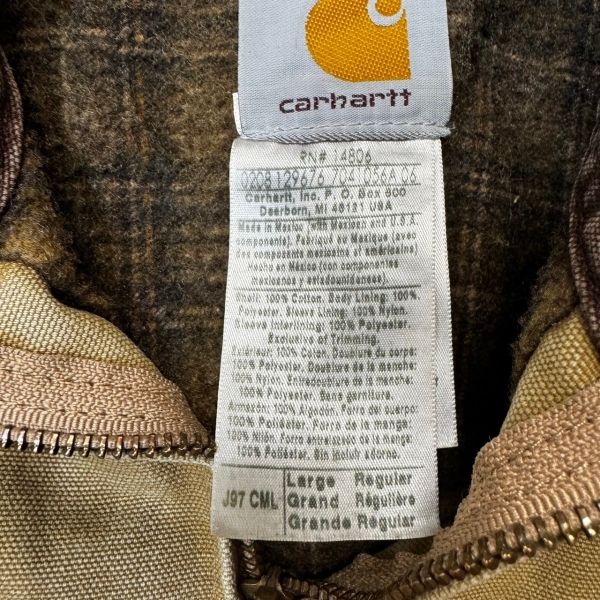 carhartt
RN# 14806
0208129676 7041056A 06
Carhartt, Inc. P. O. Box 600
Dearborn, MI 48121 USA
Made in Mexico (with Mexican and U.S.A.
components). Fabriqué au Mexique (avec
des composants mexicains et américains)
Hecho en México (con componentes
mexicanos y estadounidenses).
Shell: 100% Cotton. Body Lining: 100%
Polyester. Sleeve Lining: 100% Nylon.
Sleeve Interlining: 100% Polyester.
Exclusive of Trimming.
Extérieur: 100% Coton. Doublure du corps:
100% Polyester. Doublure de la manche:
100% Nylon. Entredoublure de la manche:
100% Polyester. Sans garniture.
Armazón: 100% Algodón. Forro del cuerpo:
100% Poliéster. Forro de la manga:
100% Nilón. Forro entretelado de la manga:
100% Poliéster. Sin incluir adorno.
J97 CML
Large Regular
Grand Régulière
Grande Regular